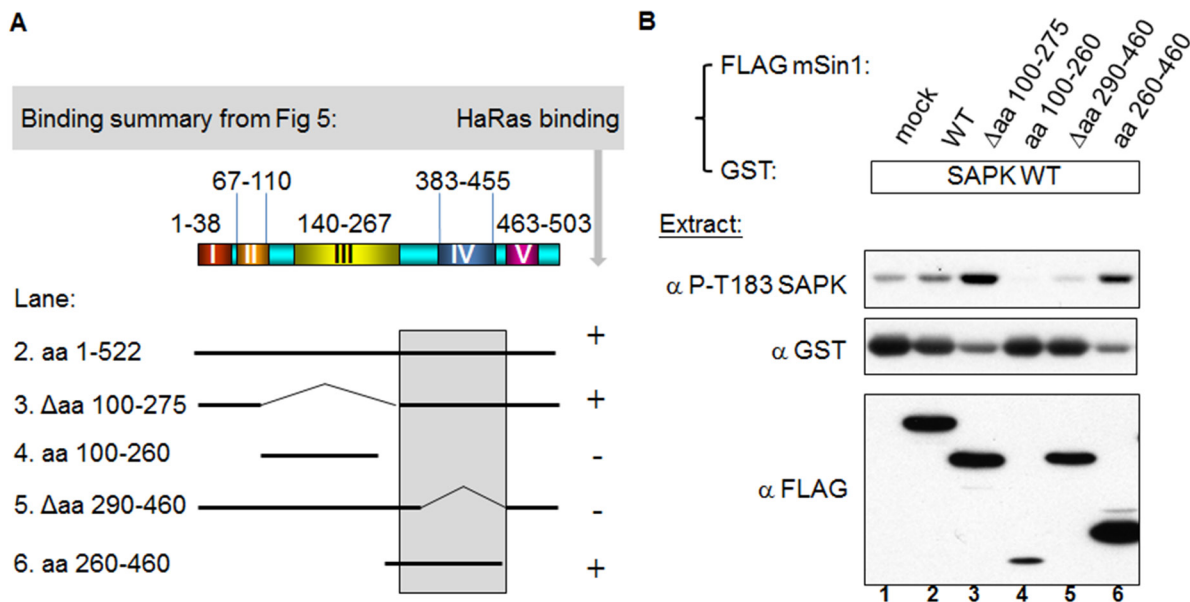 A
Binding summary from Fig 5: HaRas binding
67-110 383-455
1-38 140-267 463-503
I II III IV V
Lane:
2. aa 1-522 +
3. Δaa 100-275 +
4. aa 100-260 -
5. Δaa 290-460 -
6. aa 260-460 +
B
FLAG mSin1:
mock
WT
Δaa 100-275
aa 100-260
Δaa 290-460
aa 260-460
GST: SAPK WT
Extract:
α P-T183 SAPK
α GST
α FLAG
1 2 3 4 5 6